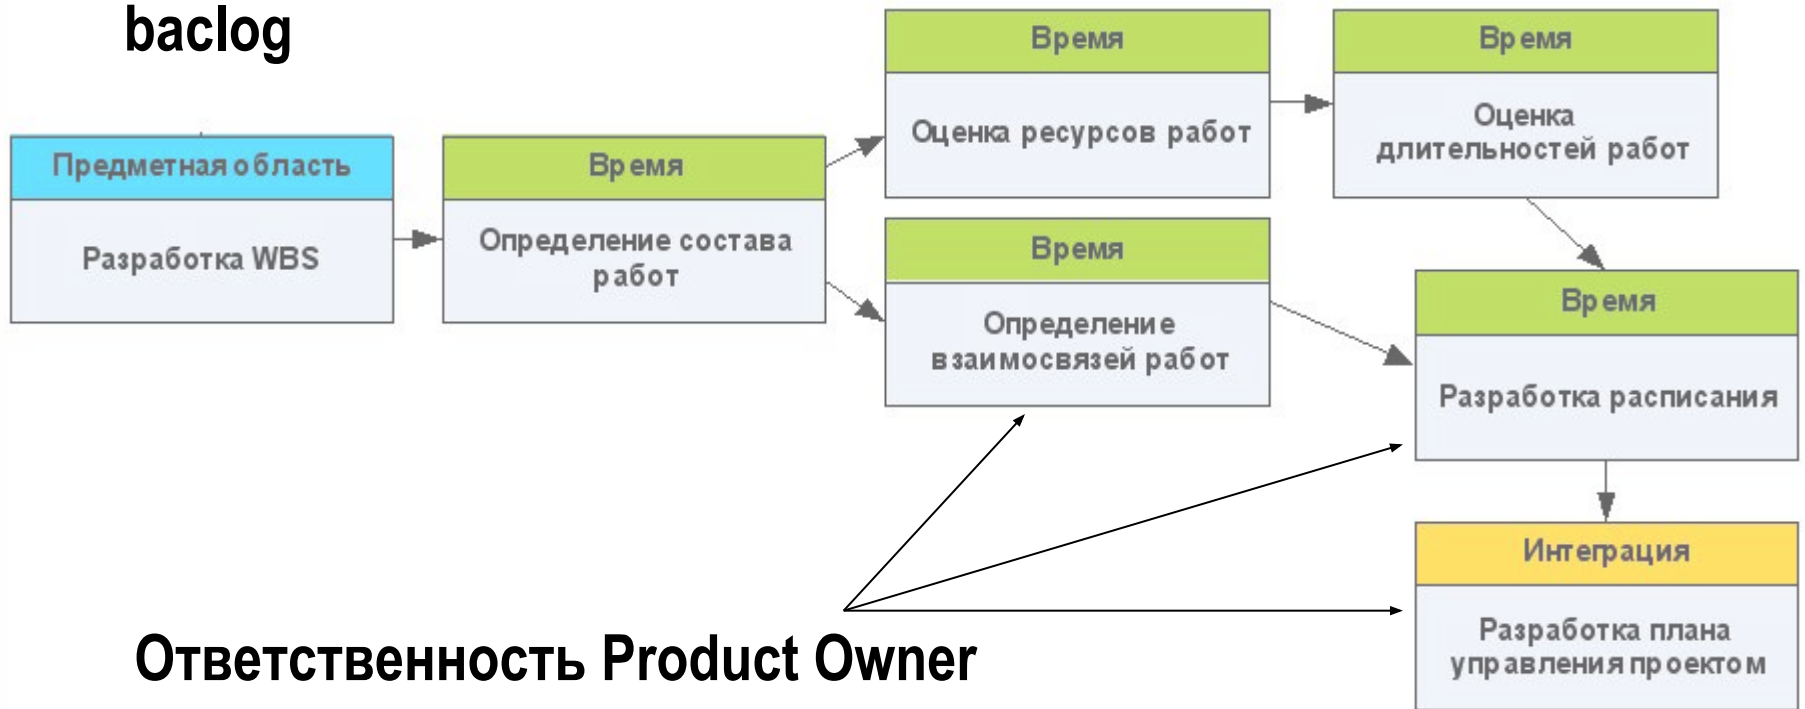 baclog
Предметная область
Разработка WBS
Время
Определение состава
работ
Время
Оценка ресурсов работ
Время
Оценка
длительностей работ
Время
Определение
взаимосвязей работ
Время
Разработка расписания
Интеграция
Разработка плана
управления проектом
Ответственность Product Owner